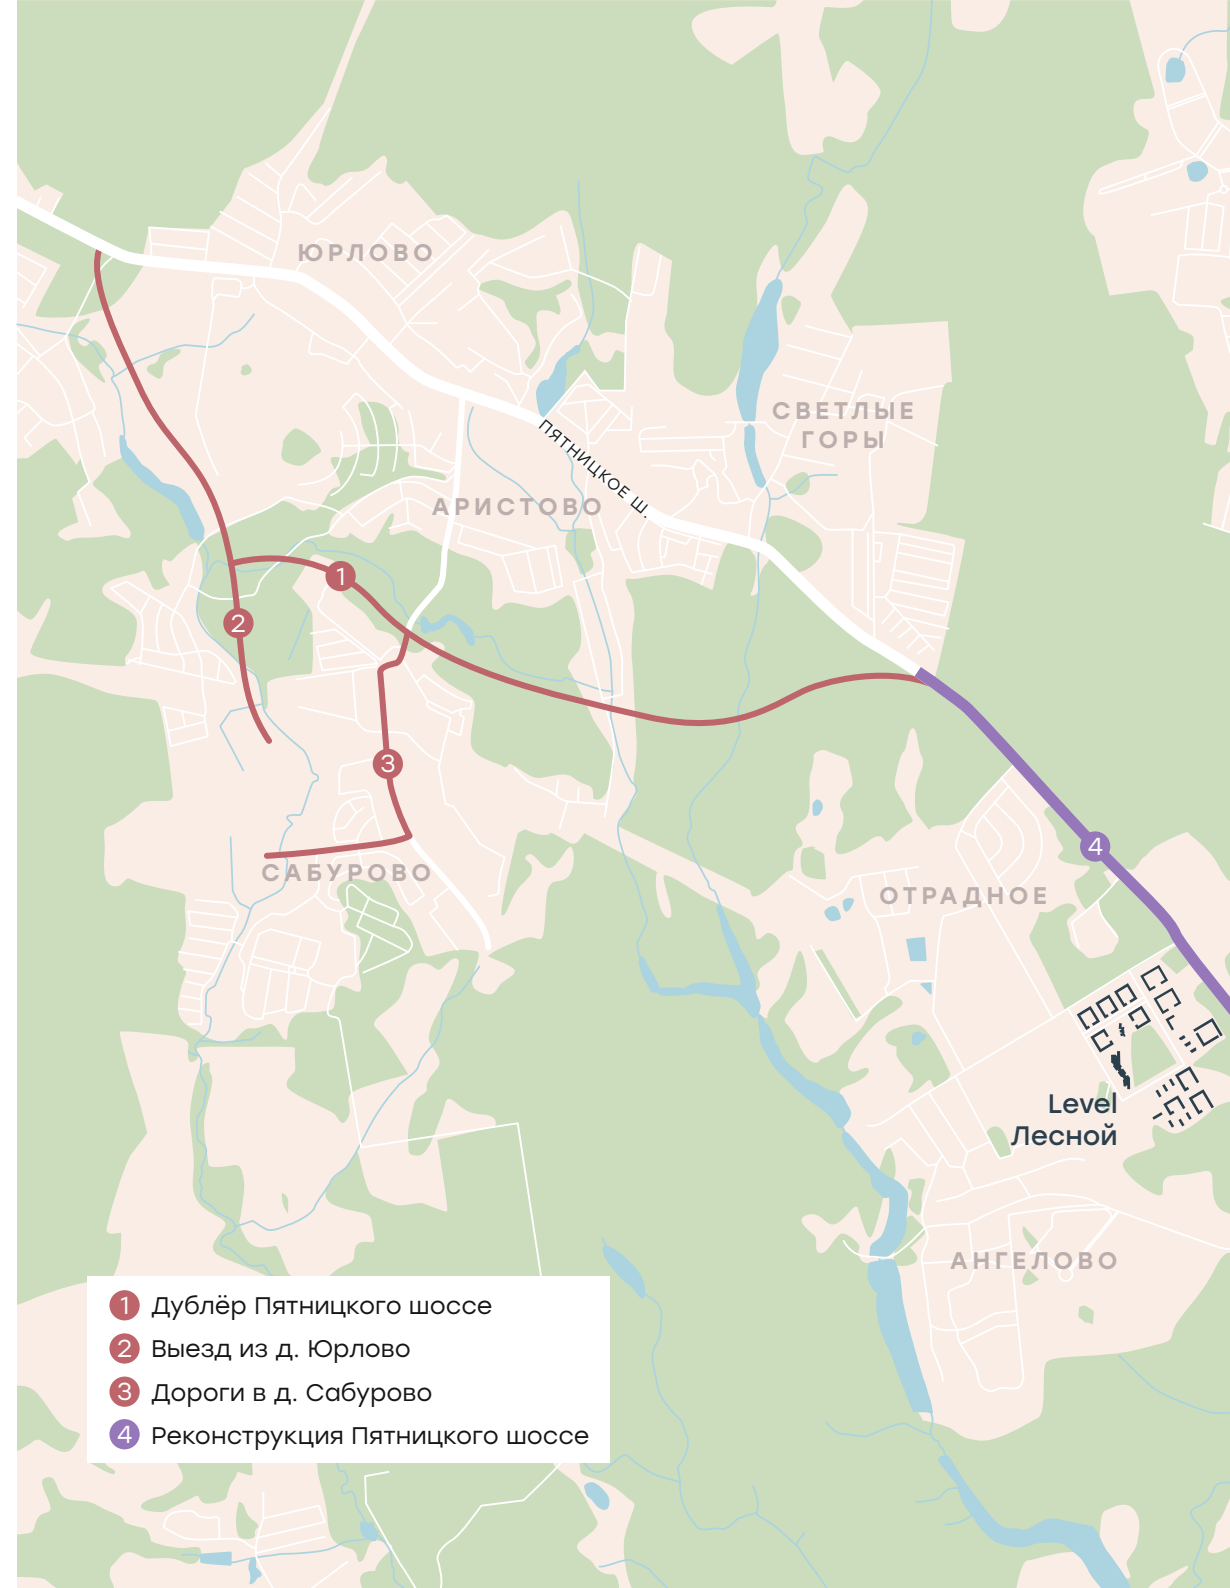 ЮРЛОВО
СВЕТЛЫЕ
ГОРЫ
ПЯТНИЦКОЕ Ш.
АРИСТОВО
1
2
3
САБУРОВО
4
ОТРАДНОЕ
Level
Лесной
АНГЕЛОВО
1 Дублёр Пятницкого шоссе
2 Выезд из д. Юрлово
3 Дороги в д. Сабурово
4 Реконструкция Пятницкого шоссе